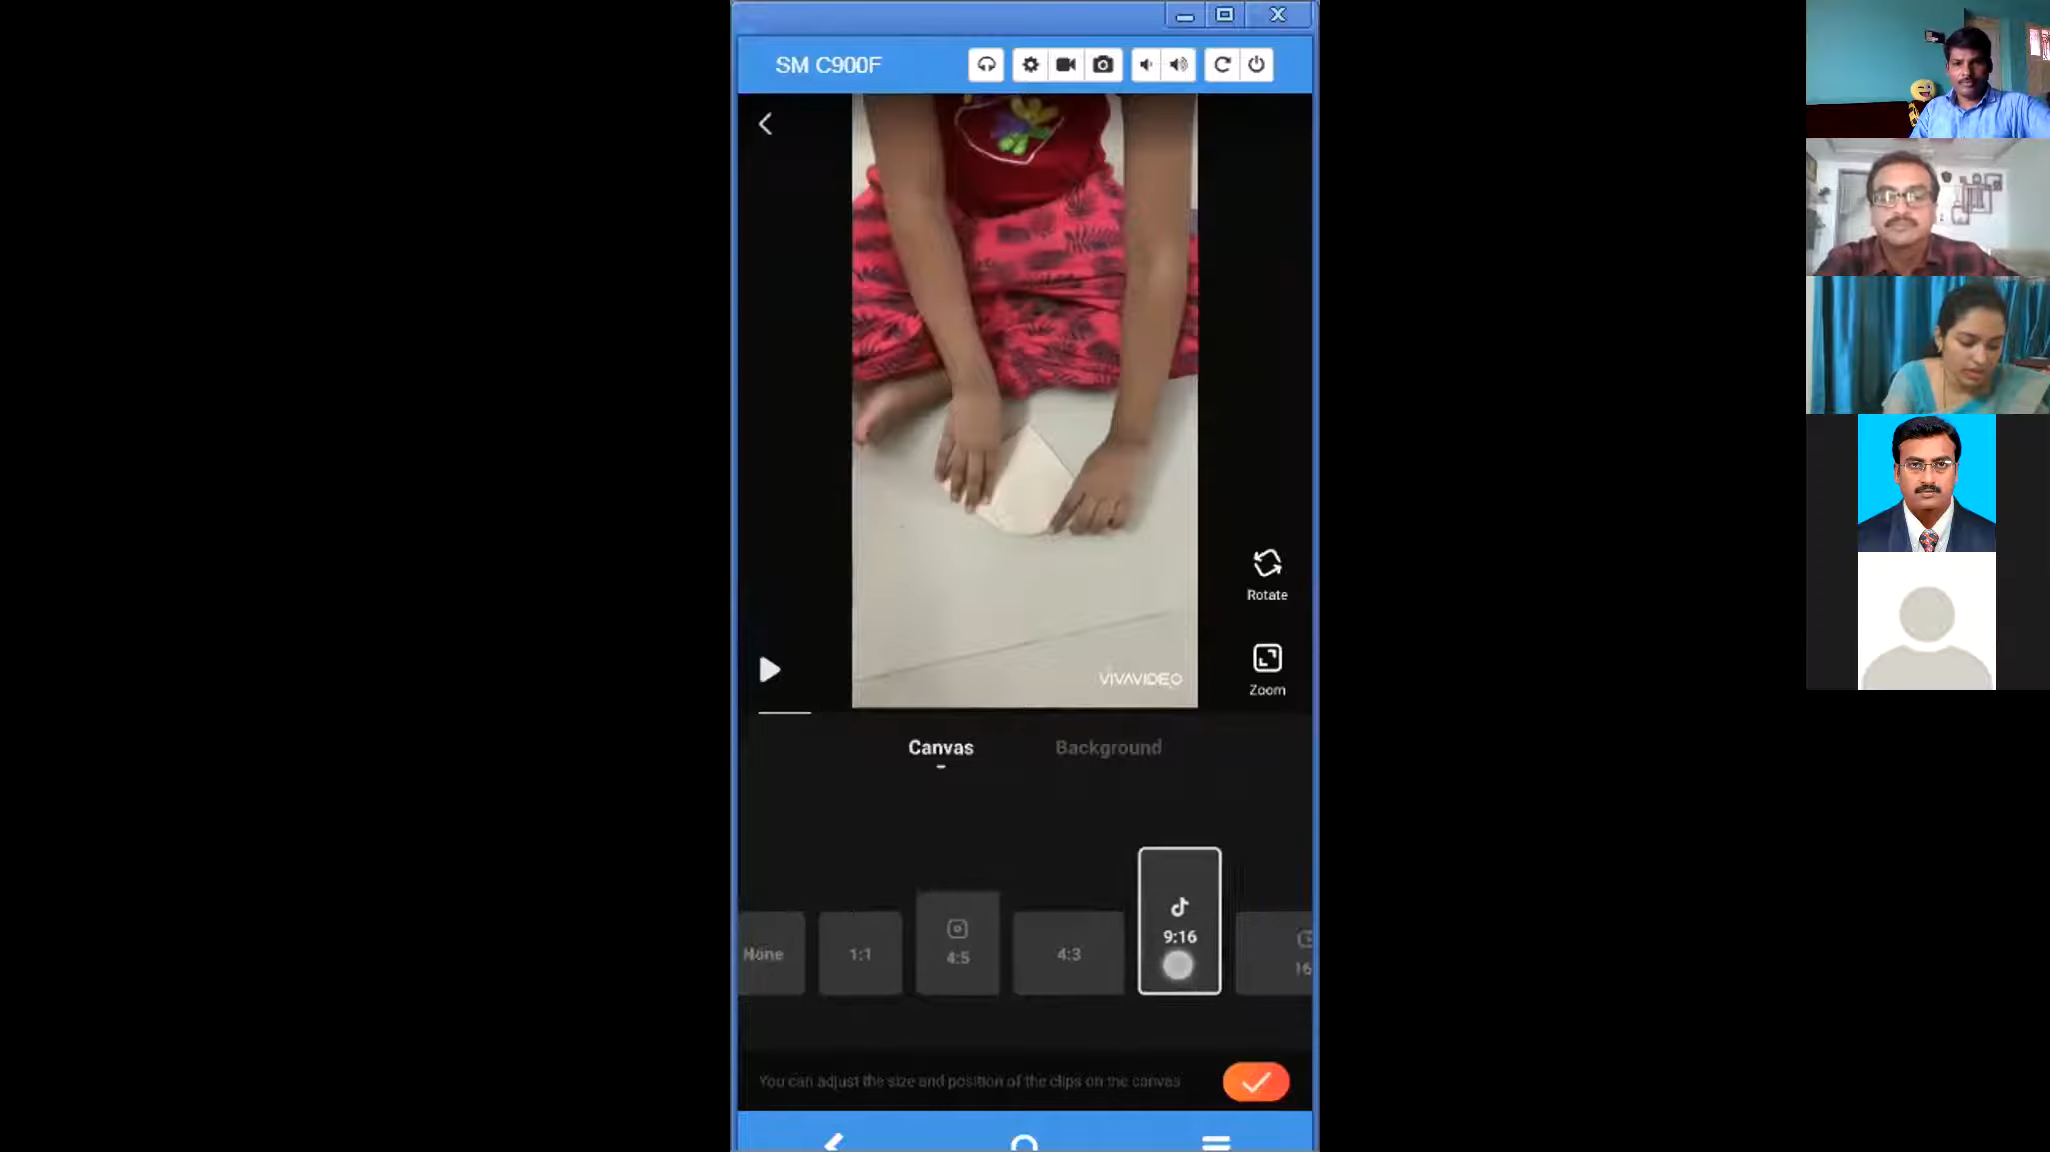 SM C900F
Rotate
VIVAVIDEO
Zoom
Canvas
Background
None
1:1
4:5
4:3
9:16
16
You can adjust the size and position of the clips on the canvas